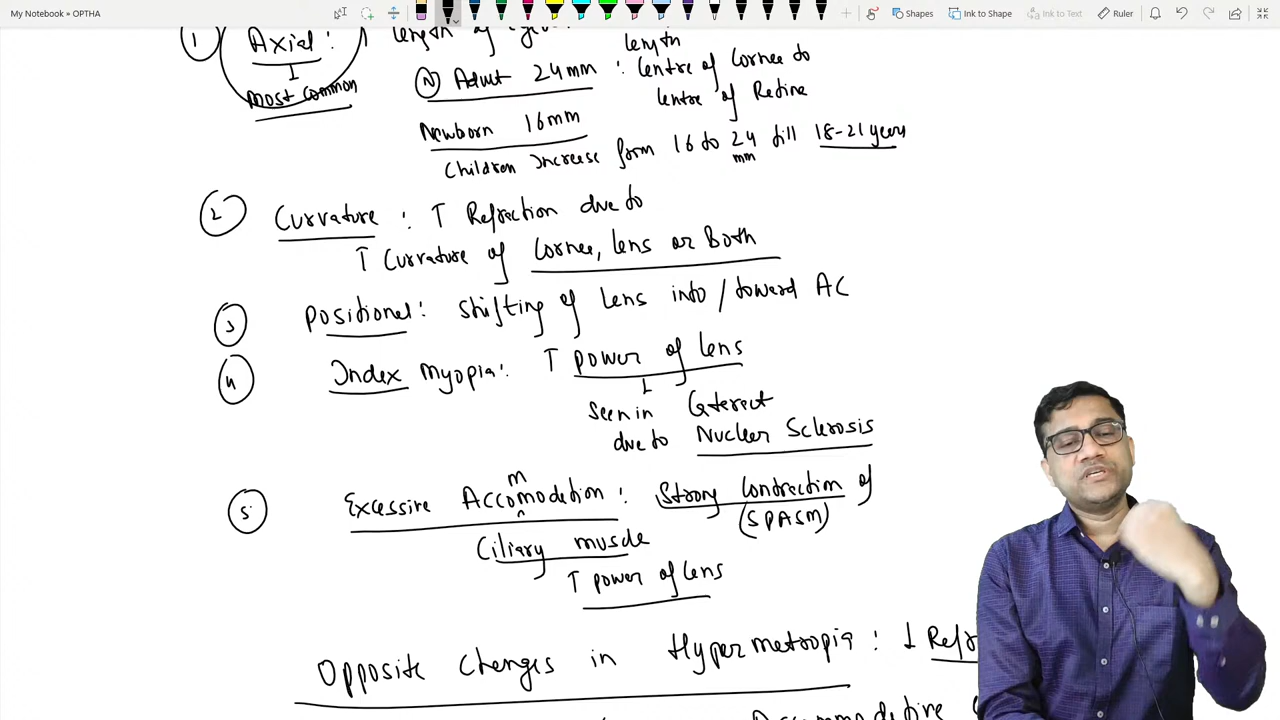 My Notebook » OPTHA
Shapes Ink to Shape Ink to Text Ruler
1 Axial : length of
most common
length
N Adult 24mm : Centre of Cornea to
Centre of Retina
Newborn 16mm
Children Increase from 16 to 24 mm till 18-21 years
2 Curvature : ↑ Refraction due to
↑ Curvature of Cornea, lens or Both
3 Positional : Shifting of Lens into / toward AC
4 Index Myopia : ↑ power of lens
Seen in Cataract
due to Nuclear Sclerosis
5 Excessive Accommodation : Strong Contraction of
(SPASM)
Ciliary muscle
↑ power of lens
Opposite Changes in Hypermetropia : ↓